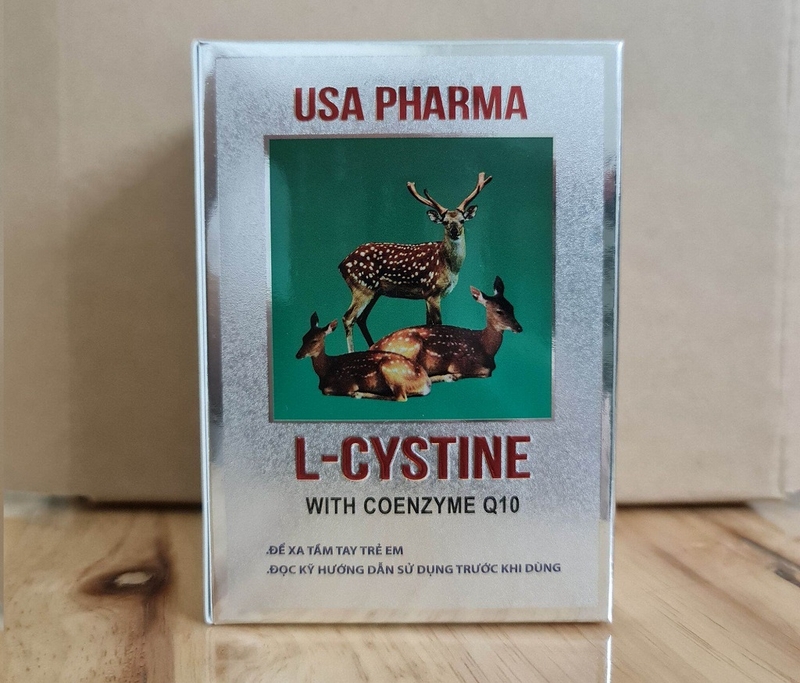 USA PHARMA
L-CYSTINE
WITH COENZYME Q10
.ĐỂ XA TẦM TAY TRẺ EM
.ĐỌC KỸ HƯỚNG DẪN SỬ DỤNG TRƯỚC KHI DÙNG